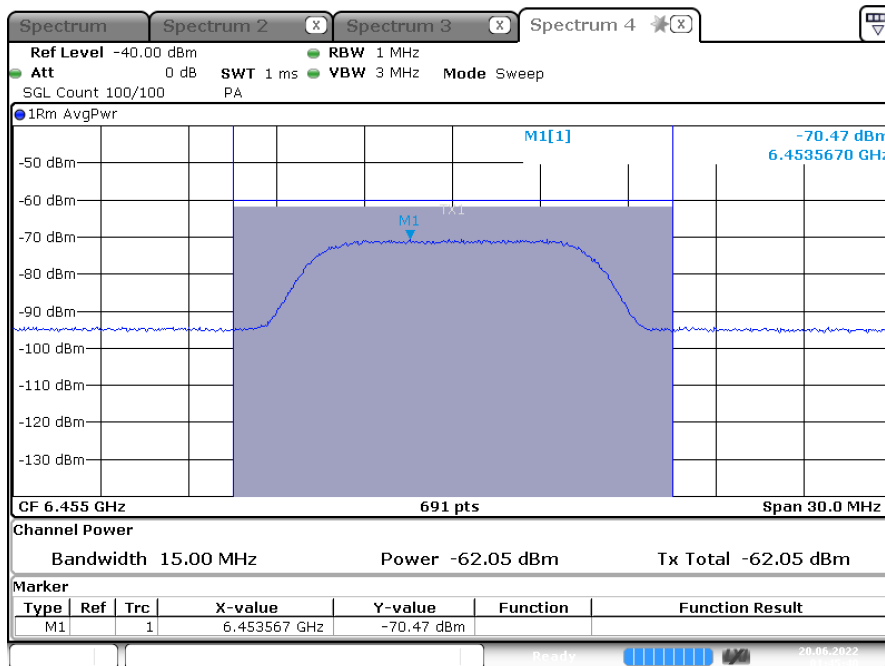 Spectrum Spectrum 2 X Spectrum 3 X Spectrum 4 X
Ref Level -40.00 dBm RBW 1 MHz
Att 0 dB SWT 1 ms VBW 3 MHz Mode Sweep
SGL Count 100/100 PA
1Rm AvgPwr
M1[1] -70.47 dBm
6.4535670 GHz
-50 dBm
-60 dBm
TX1
M1
-70 dBm
-80 dBm
-90 dBm
-100 dBm
-110 dBm
-120 dBm
-130 dBm
CF 6.455 GHz 691 pts Span 30.0 MHz
Channel Power
Bandwidth 15.00 MHz Power -62.05 dBm Tx Total -62.05 dBm
Marker
Type Ref Trc X-value Y-value Function Function Result
M1 1 6.453567 GHz -70.47 dBm
Ready 20.06.2022